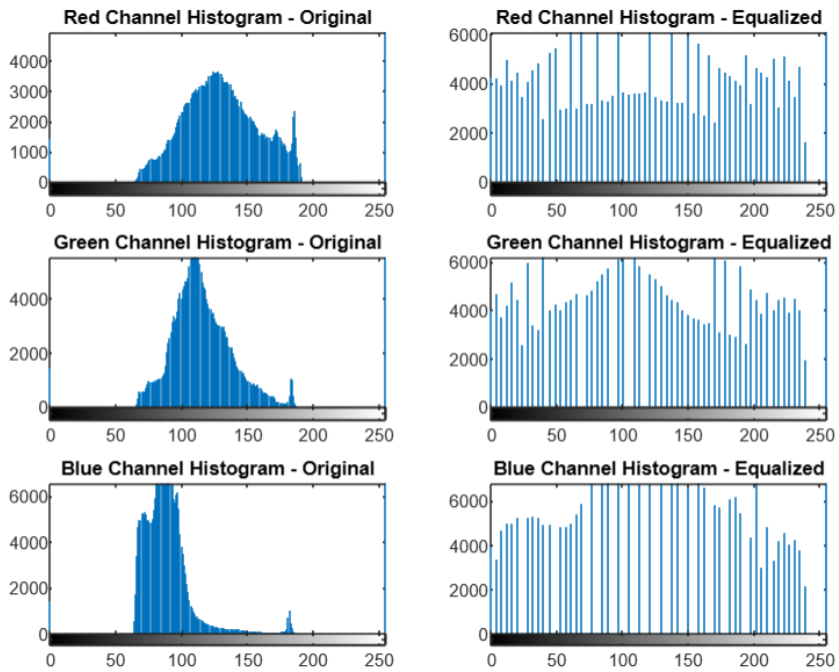 Red Channel Histogram - Original
4000
3000
2000
1000
0
0 50 100 150 200 250
Red Channel Histogram - Equalized
6000
4000
2000
0
0 50 100 150 200 250
Green Channel Histogram - Original
4000
2000
0
0 50 100 150 200 250
Green Channel Histogram - Equalized
6000
4000
2000
0
0 50 100 150 200 250
Blue Channel Histogram - Original
6000
4000
2000
0
0 50 100 150 200 250
Blue Channel Histogram - Equalized
6000
4000
2000
0
0 50 100 150 200 250